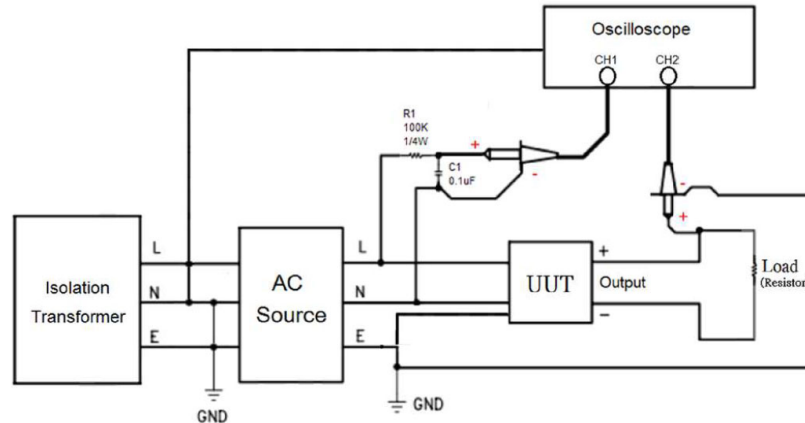 Oscilloscope
CH1
CH2
R1
100K
1/4W
+
C1
0.1uF
-
-
+
L
N
E
Isolation
Transformer
AC
Source
L
N
E
UUT
+
Output
−
Load
(Resistor
GND
GND